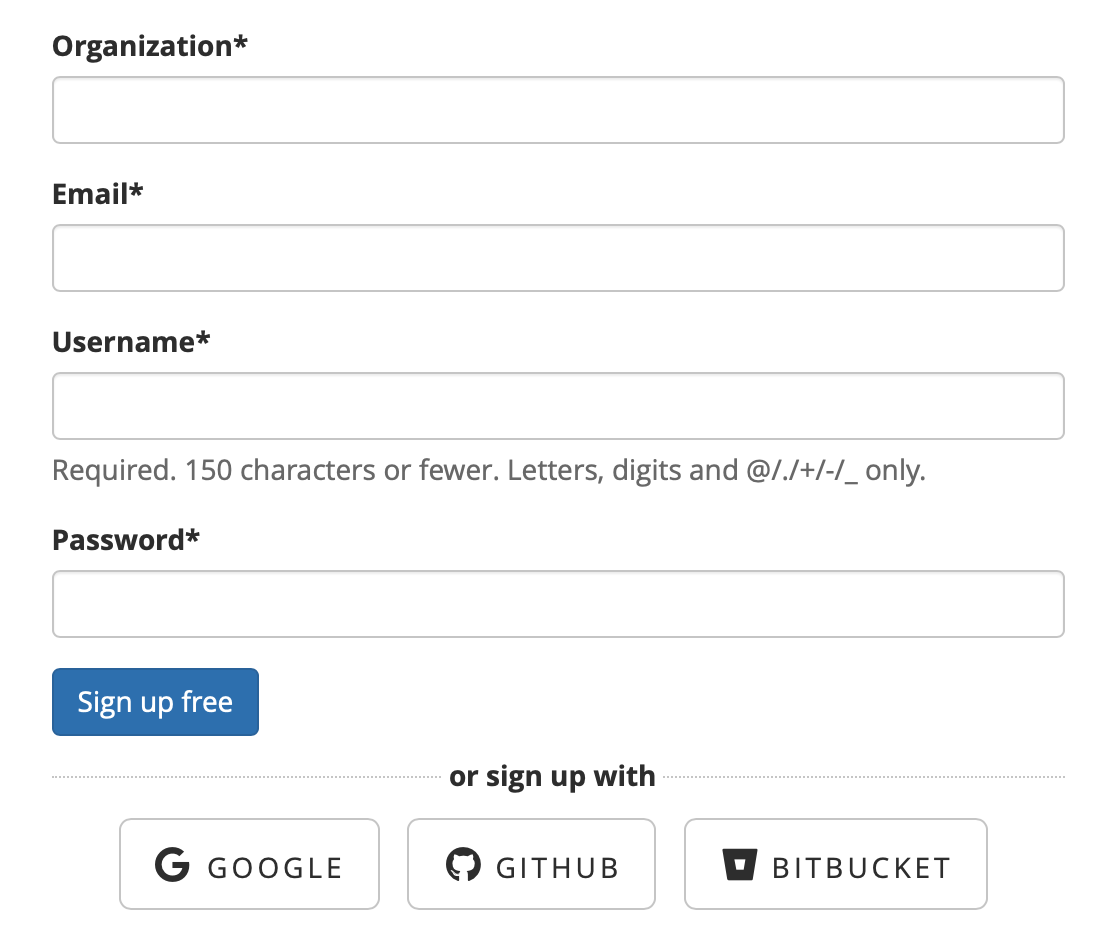 Organization*
Email*
Username*
Required. 150 characters or fewer. Letters, digits and @/./+/-/_ only.
Password*
Sign up free
or sign up with
GOOGLE GITHUB BITBUCKET